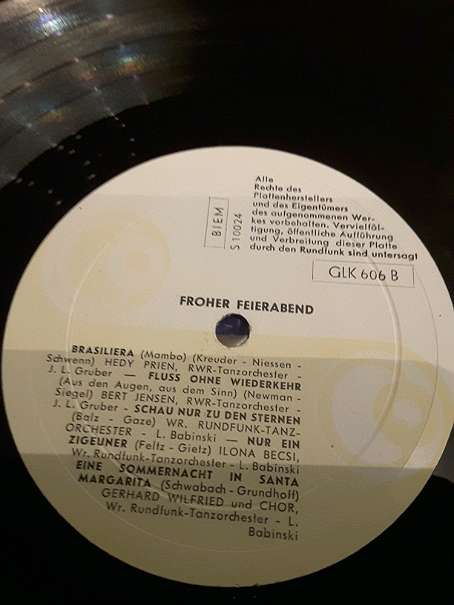 Alle
Rechte des
Plattenherstellers
und des Eigentümers
des aufgenommenen Wer-
kes vorbehalten. Vervielfäl-
tigung, öffentliche Aufführung
und Verbreitung dieser Platte
durch den Rundfunk sind untersagt
BIEM
S 10024
GLK 606 B
FROHER FEIERABEND
BRASILIERA (Mambo) (Kreuder - Niessen -
Schwenn) HEDY PRIEN, RWR-Tanzorchester -
J. L. Gruber — FLUSS OHNE WIEDERKEHR
(Aus den Augen, aus dem Sinn) (Newman -
Siegel) BERT JENSEN, RWR-Tanzorchester -
J. L. Gruber - SCHAU NUR ZU DEN STERNEN
(Balz - Gaze) WR. RUNDFUNK-TANZ-
ORCHESTER - L. Babinski — NUR EIN
ZIGEUNER (Feltz - Gietz) ILONA BECSI,
Wr. Rundfunk-Tanzorchester - L. Babinski
EINE SOMMERNACHT IN SANTA
MARGARITA (Schwabach - Grundhoff)
GERHARD WILFRIED und CHOR,
Wr. Rundfunk-Tanzorchester - L.
Babinski